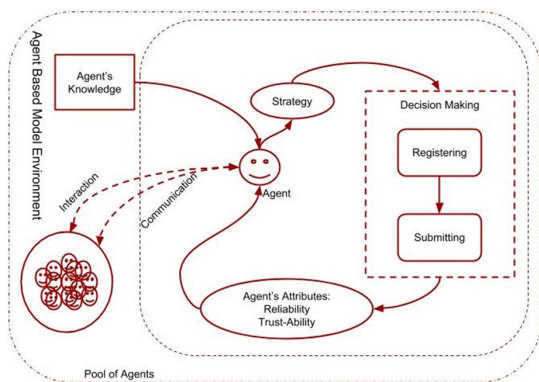 Agent Based Model Environment
Agent's
Knowledge
Strategy
Decision Making
Registering
Submitting
Agent
Interaction
Communication
Agent's Attributes:
Reliability
Trust-Ability
Pool of Agents